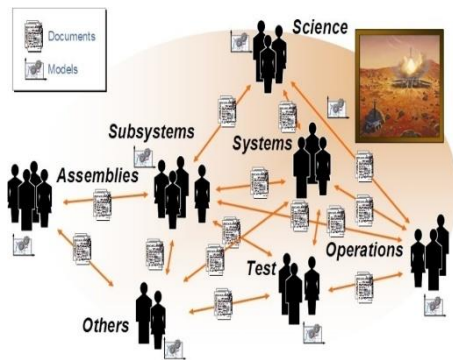 Documents
Models
Science
Subsystems
Systems
Assemblies
Operations
Test
Others